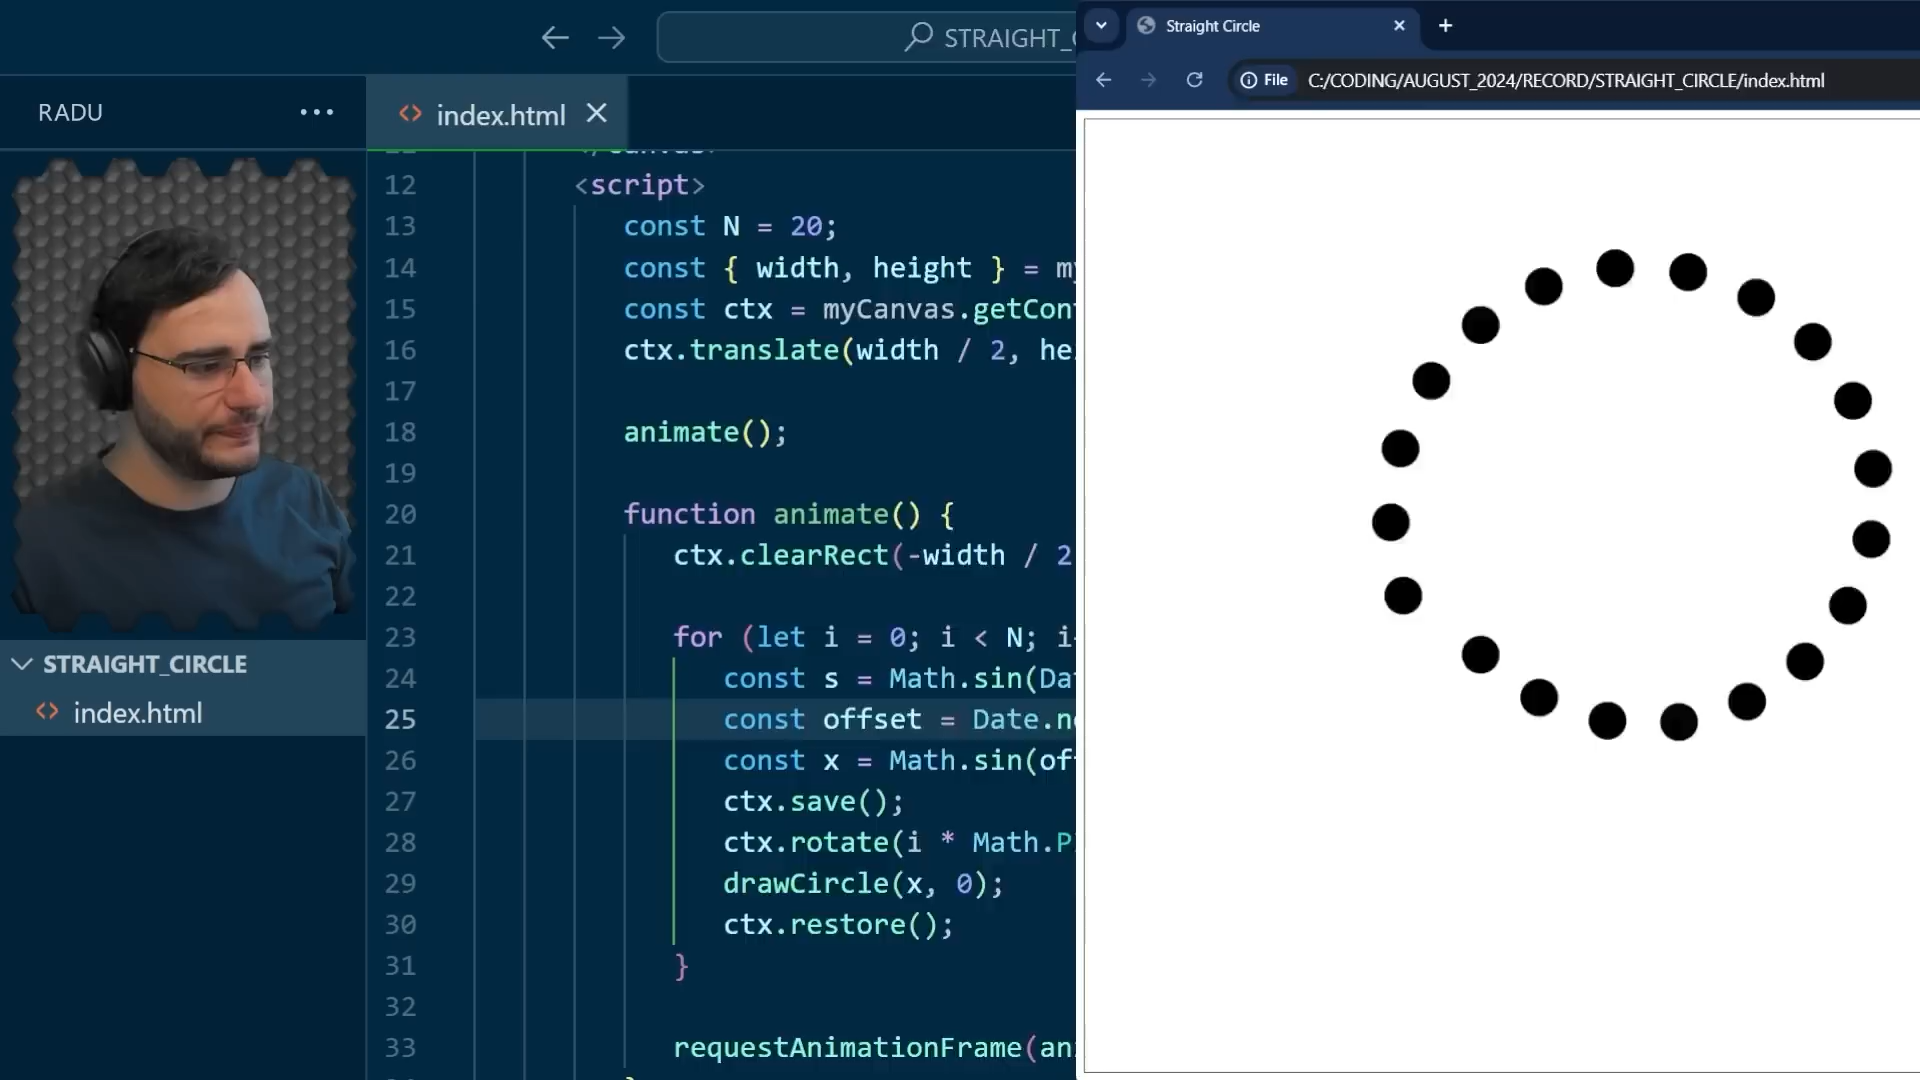 STRAIGHT_
RADU
index.html
12 <script>
13 const N = 20;
14 const { width, height } =
15 const ctx = myCanvas.getCon
16 ctx.translate(width / 2, he
17
18 animate();
19
20 function animate() {
21 ctx.clearRect(-width / 2
22
23 for (let i = 0; i < N; i
24 const s = Math.sin(Da
25 const offset = Date.n
26 const x = Math.sin(of
27 ctx.save();
28 ctx.rotate(i * Math.P
29 drawCircle(x, 0);
30 ctx.restore();
31 }
32
33 requestAnimationFrame(an
STRAIGHT_CIRCLE
index.html
Straight Circle
File C:/CODING/AUGUST_2024/RECORD/STRAIGHT_CIRCLE/index.html